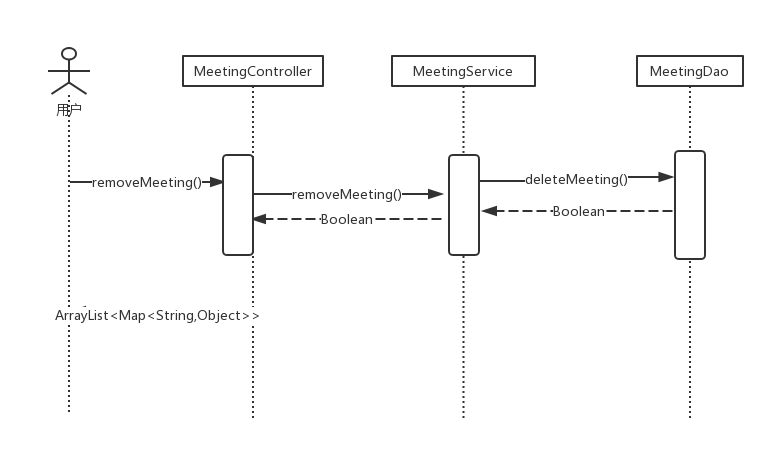 MeetingController
MeetingService
MeetingDao
用户
removeMeeting()
removeMeeting()
deleteMeeting()
Boolean
Boolean
ArrayList<Map<String,Object>>